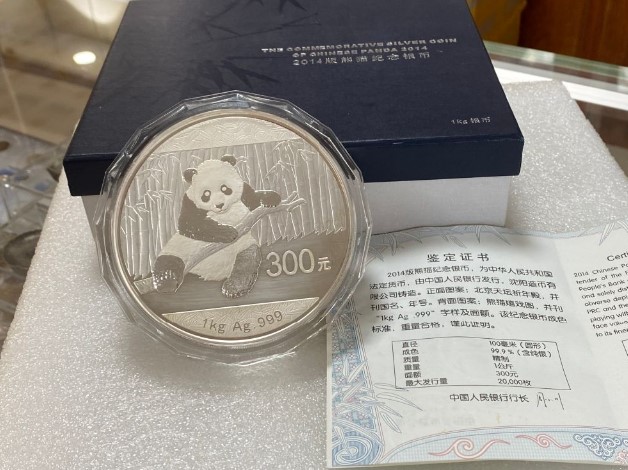 THE COMMEMORATIVE SILVER COIN
OF CHINESE PANDA 2014
2014版熊猫纪念银币
1kg 银币
300元
1kg Ag .999
鉴定证书
2014版熊猫纪念银币，为中华人民共和国
法定货币，由中国人民银行发行，沈阳造币有
限公司铸造。正面图案：北京天坛祈年殿，并
刊国名、年号。背面图案：熊猫嬉戏图，并刊
“1kg Ag .999”字样及面额。该纪念银币成色
标准，重量合格，谨此证明。
直径 100毫米（圆形）
成色 99.9%（含纯银）
质量 精制
重量 1公斤
面额 300元
最大发行量 20,000枚
中国人民银行行长
2014 Chinese
tender of the
People's Bank
and solely
PRC and the
playing with
face value
to its